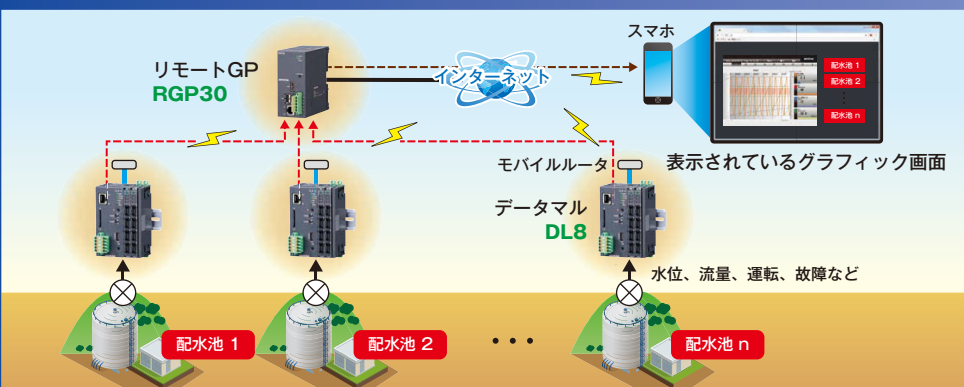 スマホ
リモートGP
RGP30
インターネット
配水池 1
配水池 2
配水池 n
表示されているグラフィック画面
モバイルルータ
データマル
DL8
水位、流量、運転、故障など
配水池 1
配水池 2
・・・
配水池 n